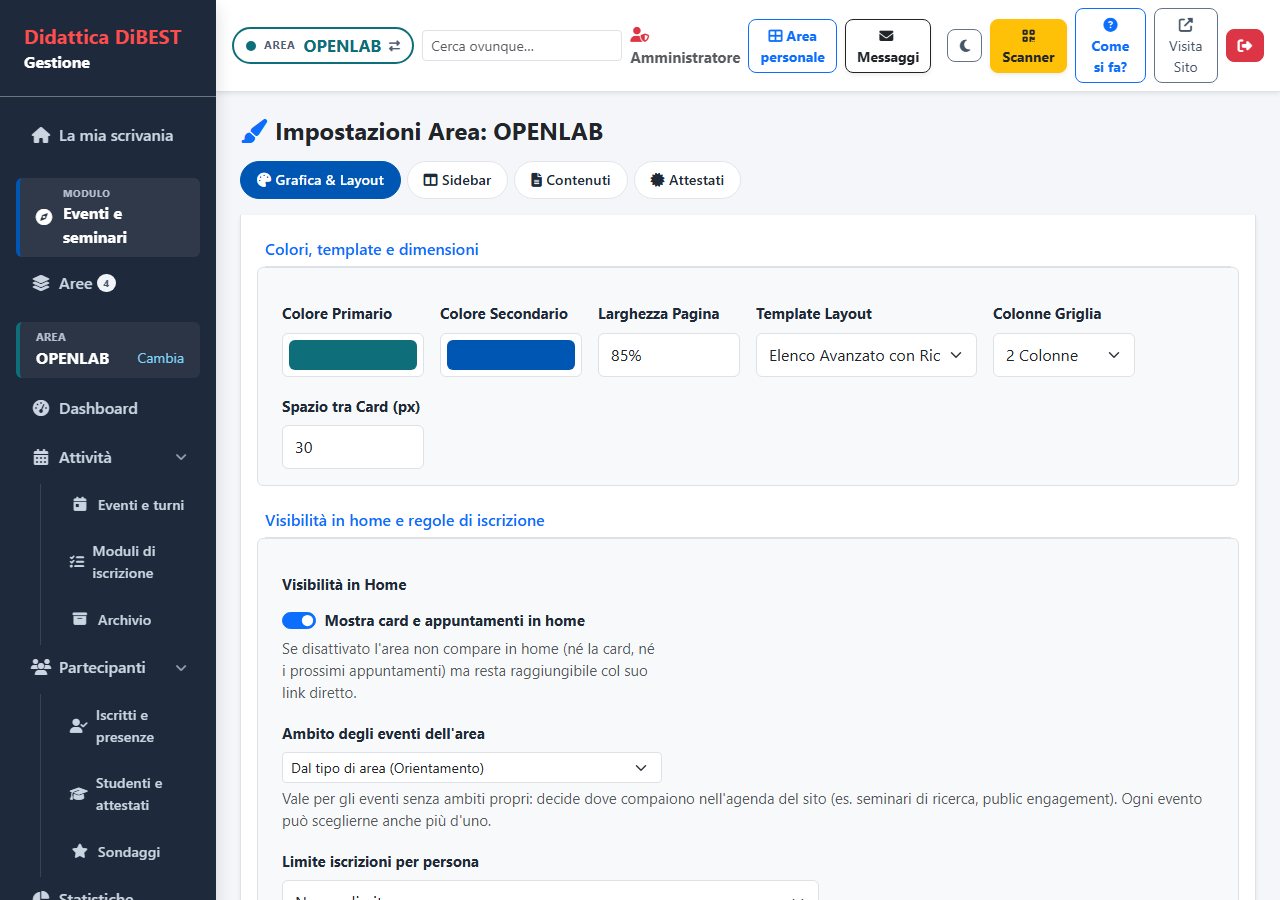 Didattica DiBEST
Gestione
AREA OPENLAB
Cerca ovunque...
Amministratore
Area personale
Messaggi
Scanner
Come si fa?
Visita Sito
La mia scrivania
MODULO
Eventi e seminari
Aree 4
AREA
OPENLAB Cambia
Dashboard
Attività
Eventi e turni
Moduli di iscrizione
Archivio
Partecipanti
Iscritti e presenze
Studenti e attestati
Sondaggi
Statistiche
Impostazioni Area: OPENLAB
Grafica & Layout
Sidebar
Contenuti
Attestati
Colori, template e dimensioni
Colore Primario
Colore Secondario
Larghezza Pagina
85%
Template Layout
Elenco Avanzato con Ric
Colonne Griglia
2 Colonne
Spazio tra Card (px)
30
Visibilità in home e regole di iscrizione
Visibilità in Home
Mostra card e appuntamenti in home
Se disattivato l'area non compare in home (né la card, né
i prossimi appuntamenti) ma resta raggiungibile col suo
link diretto.
Ambito degli eventi dell'area
Dal tipo di area (Orientamento)
Vale per gli eventi senza ambiti propri: decide dove compaiono nell'agenda del sito (es. seminari di ricerca, public engagement). Ogni evento
può sceglierne anche più d'uno.
Limite iscrizioni per persona